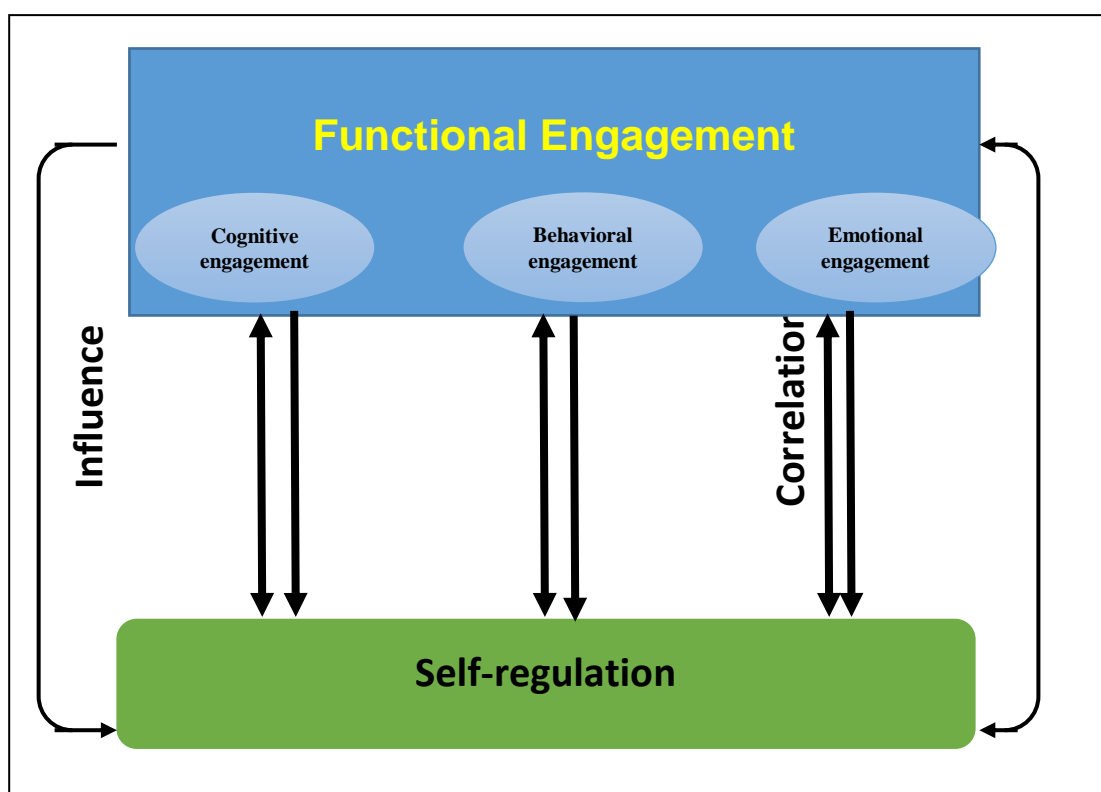 Functional Engagement
Cognitive
engagement
Behavioral
engagement
Emotional
engagement
Influence
Correlation
Self-regulation